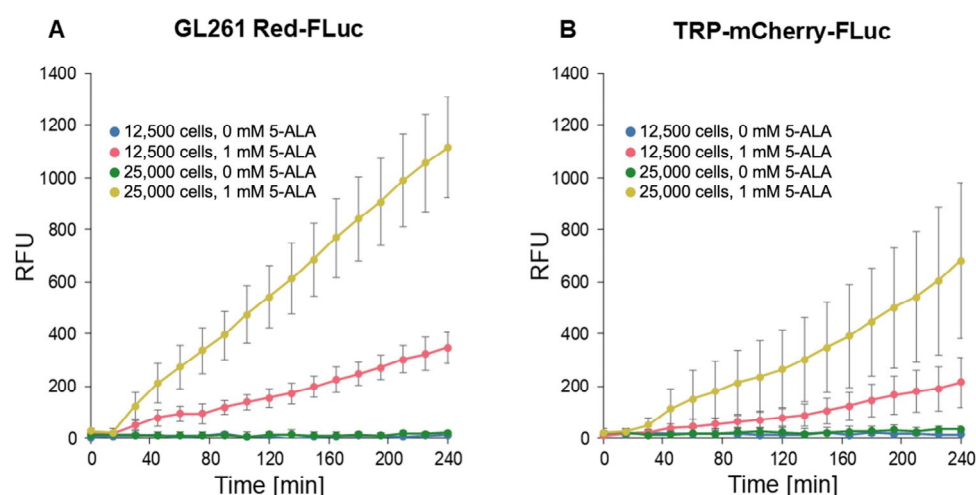 A GL261 Red-FLuc
1400
1200
1000
800
600
400
200
0
RFU
12,500 cells, 0 mM 5-ALA
12,500 cells, 1 mM 5-ALA
25,000 cells, 0 mM 5-ALA
25,000 cells, 1 mM 5-ALA
0 40 80 120 160 200 240
Time [min]
B TRP-mCherry-FLuc
1400
1200
1000
800
600
400
200
0
RFU
12,500 cells, 0 mM 5-ALA
12,500 cells, 1 mM 5-ALA
25,000 cells, 0 mM 5-ALA
25,000 cells, 1 mM 5-ALA
0 40 80 120 160 200 240
Time [min]